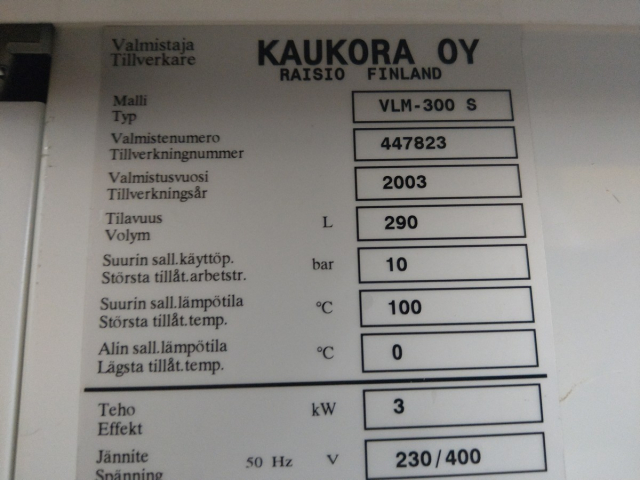 Valmistaja KAUKORA OY
Tillverkare RAISIO FINLAND
Malli
Typ VLM-300 S
Valmistenumero
Tillverkningnummer 447823
Valmistusvuosi
Tillverkningsår 2003
Tilavuus
Volym L 290
Suurin sall.käyttöp.
Största tillåt.arbetstr. bar 10
Suurin sall.lämpötila
Största tillåt.temp. °C 100
Alin sall.lämpötila
Lägsta tillåt.temp. °C 0
Teho
Effekt kW 3
Jännite
Spänning 50 Hz V 230/400